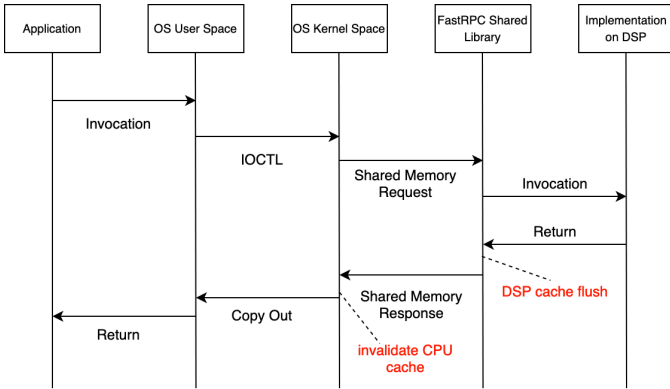 Application
OS User Space
OS Kernel Space
FastRPC Shared
Library
Implementation
on DSP
Invocation
IOCTL
Shared Memory
Request
Invocation
Return
DSP cache flush
Shared Memory
Response
Copy Out
Return
invalidate CPU
cache